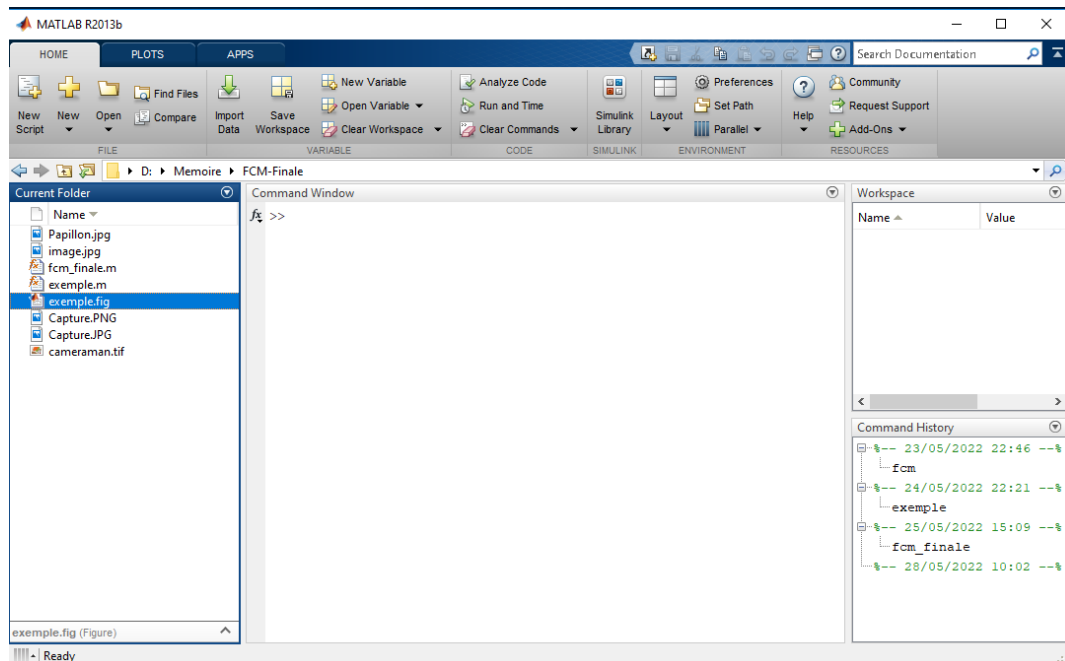 MATLAB R2013b
HOME PLOTS APPS Search Documentation
New Script
New
Open
Find Files
Compare
FILE
Import Data
Save Workspace
New Variable
Open Variable
Clear Workspace
VARIABLE
Analyze Code
Run and Time
Clear Commands
CODE
Simulink Library
SIMULINK
Layout
Preferences
Set Path
Parallel
ENVIRONMENT
Help
Community
Request Support
Add-Ons
RESOURCES
D: Memoire FCM-Finale
Current Folder
Name
Papillon.jpg
image.jpg
fcm_finale.m
exemple.m
exemple.fig
Capture.PNG
Capture.JPG
cameraman.tif
exemple.fig (Figure)
Command Window
fx >>
Workspace
Name Value
Command History
%-- 23/05/2022 22:46 --%
fcm
%-- 24/05/2022 22:21 --%
exemple
%-- 25/05/2022 15:09 --%
fcm_finale
%-- 28/05/2022 10:02 --%
Ready